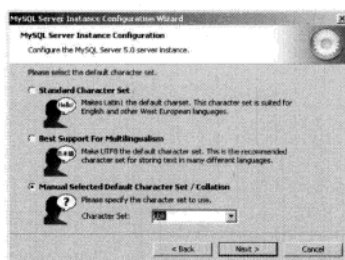 MySQL Server Instance Configuration Wizard
MySQL Server Instance Configuration
Configure the MySQL Server 5.0 server instance.
Please select the default character set.
Standard Character Set
Makes Latin1 the default charset. This character set is suited for
English and other West European languages.
Hello!
Best Support For Multilingualism
Make UTF8 the default character set. This is the recommended
character set for storing text in many different languages.
Manual Selected Default Character Set / Collation
Please specify the character set to use.
?
Character Set:
< Back
Next >
Cancel